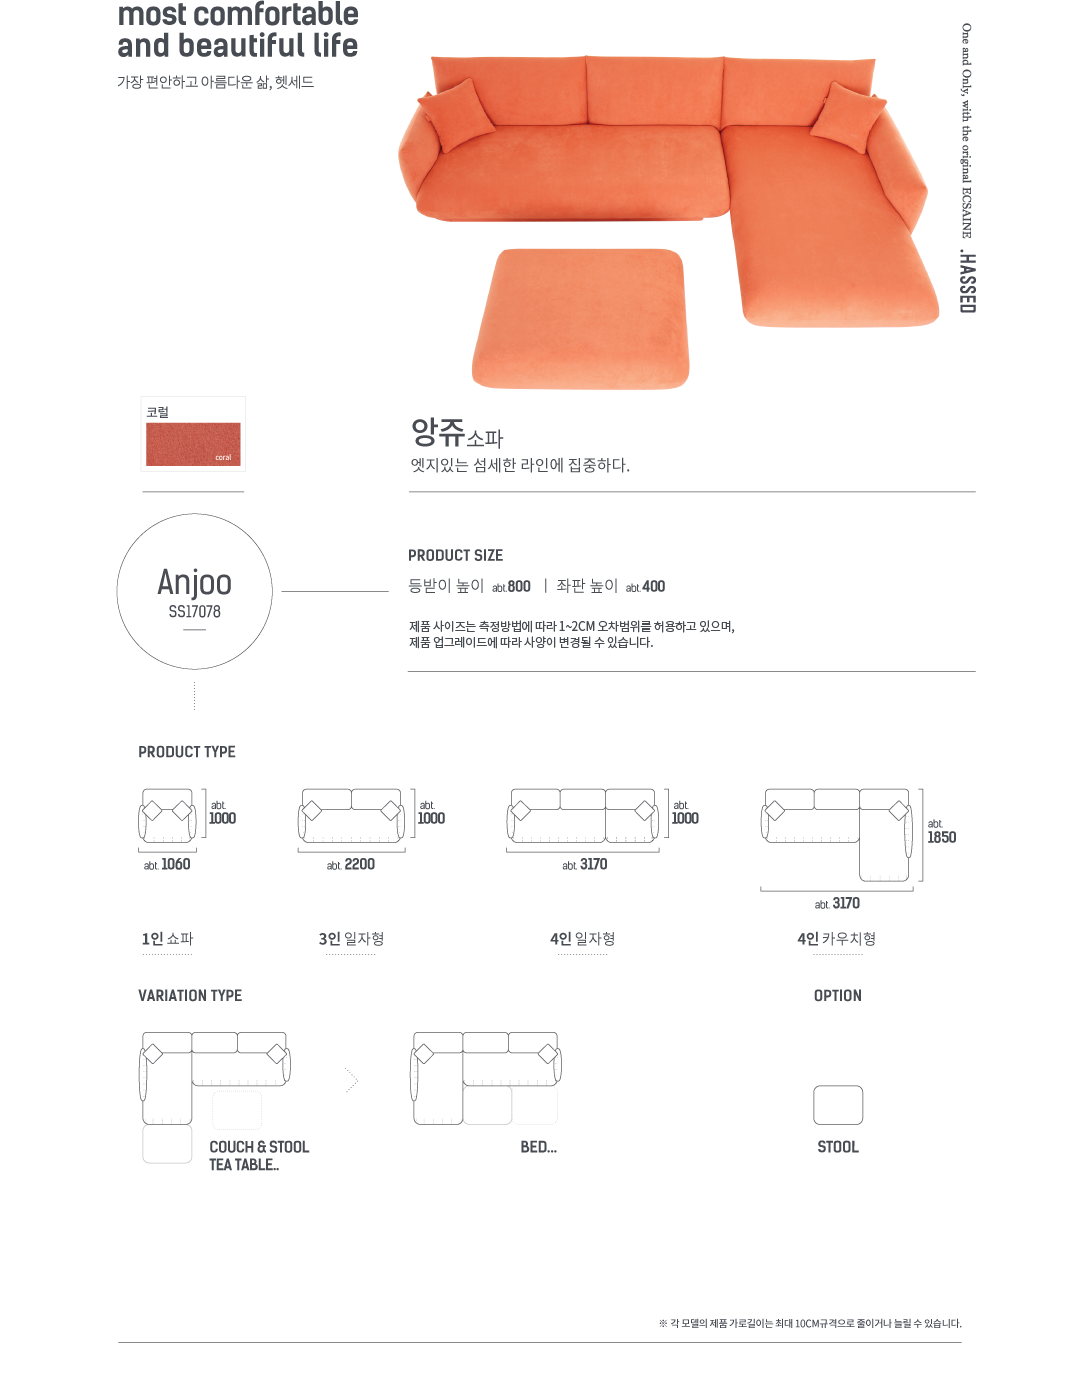 most comfortable
and beautiful life
가장 편안하고 아름다운 삶, 헷세드
One and Only, with the original ECSAINE .HASSED
코럴
coral
앙쥬소파
엣지있는 섬세한 라인에 집중하다.
Anjoo
SS17078
PRODUCT SIZE
등받이 높이 abt.800 | 좌판 높이 abt.400
제품 사이즈는 측정방법에 따라 1~2CM 오차범위를 허용하고 있으며,
제품 업그레이드에 따라 사양이 변경될 수 있습니다.
PRODUCT TYPE
abt. 1000
abt. 1060
1인 쇼파
abt. 1000
abt. 2200
3인 일자형
abt. 1000
abt. 3170
4인 일자형
abt. 1850
abt. 3170
4인 카우치형
VARIATION TYPE
OPTION
COUCH & STOOL
TEA TABLE..
BED...
STOOL
※ 각 모델의 제품 가로길이는 최대 10CM규격으로 줄이거나 늘릴 수 있습니다.